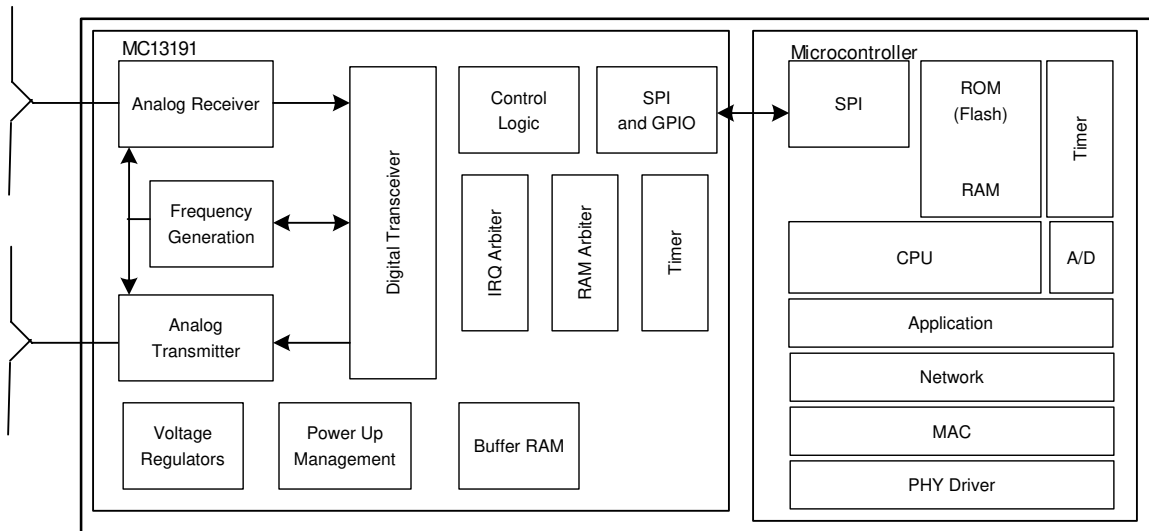 MC13191
Analog Receiver
Frequency
Generation
Analog
Transmitter
Digital Transceiver
Control
Logic
SPI
and GPIO
IRQ Arbiter
RAM Arbiter
Timer
Voltage
Regulators
Power Up
Management
Buffer RAM
Microcontroller
SPI
ROM
(Flash)
RAM
Timer
CPU
A/D
Application
Network
MAC
PHY Driver